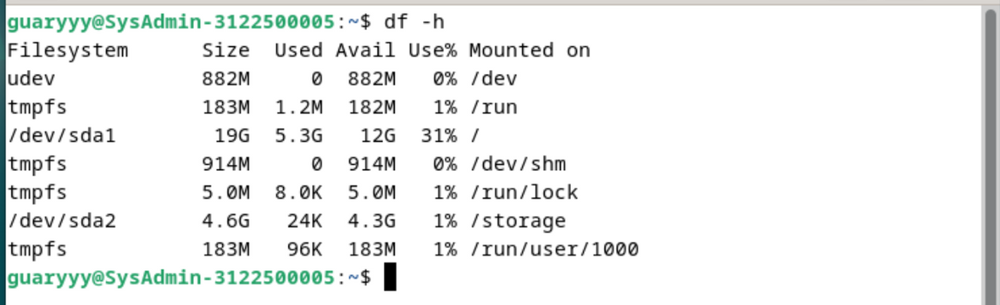 guaryyy@SysAdmin-3122500005:~$ df -h
Filesystem      Size  Used Avail Use% Mounted on
udev            882M     0  882M   0% /dev
tmpfs           183M  1.2M  182M   1% /run
/dev/sda1        19G  5.3G   12G  31% /
tmpfs           914M     0  914M   0% /dev/shm
tmpfs           5.0M  8.0K  5.0M   1% /run/lock
/dev/sda2       4.6G   24K  4.3G   1% /storage
tmpfs           183M   96K  183M   1% /run/user/1000
guaryyy@SysAdmin-3122500005:~$